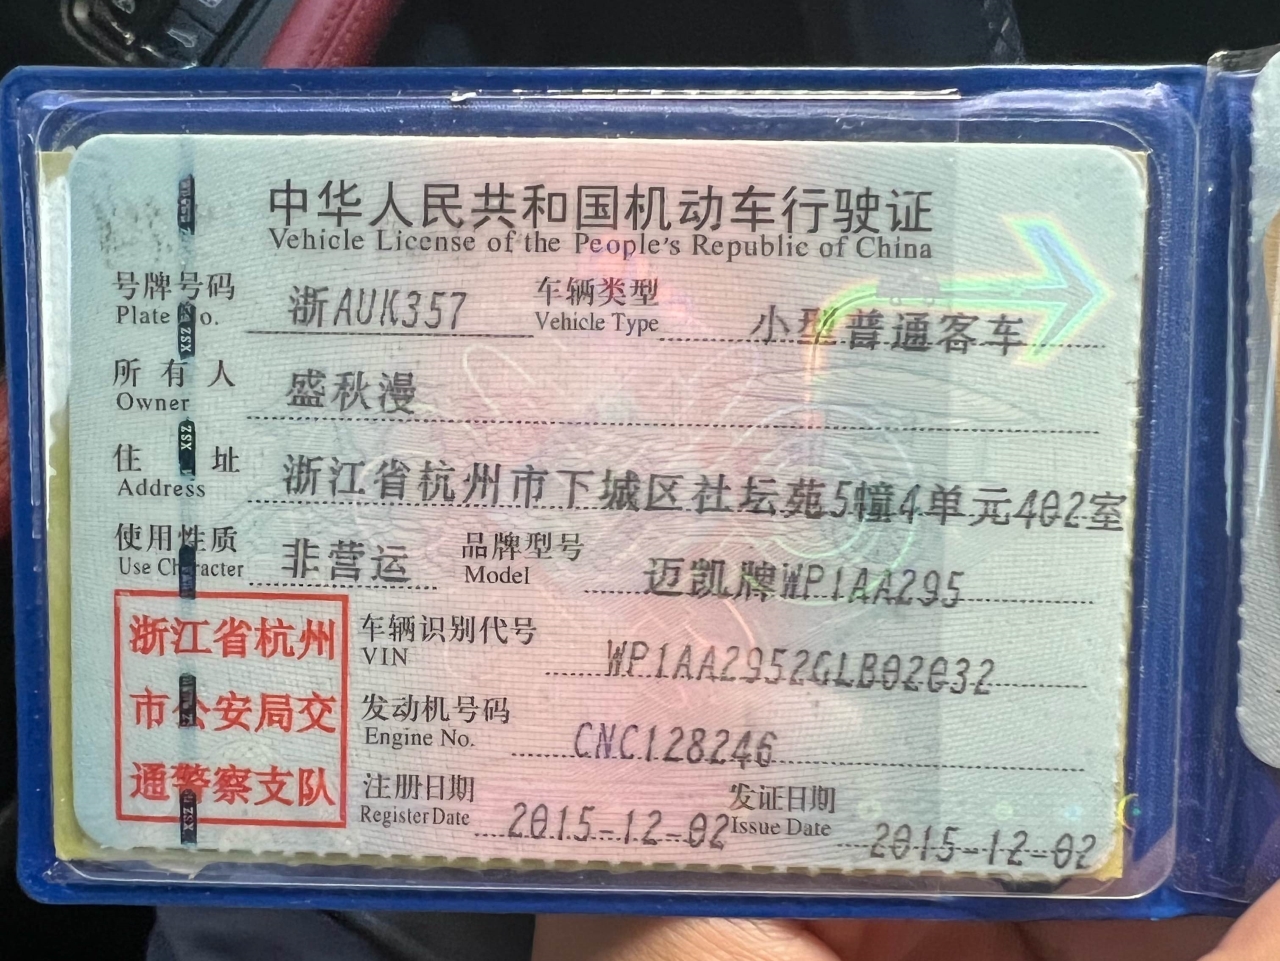 中华人民共和国机动车行驶证
Vehicle License of the People's Republic of China
号牌号码 浙AUK357 车辆类型 小型普通客车
Plate No. Vehicle Type
所有人 盛秋漫
Owner
住址 浙江省杭州市下城区社坛苑5幢4单元402室
Address
使用性质 非营运 品牌型号 迈凯牌WP1AA295
Use Character Model
浙江省杭州
市公安局交
通警察支队
车辆识别代号 WP1AA2952GLB02032
VIN
发动机号码 CNC128246
Engine No.
注册日期 2015-12-02 发证日期 2015-12-02
Register Date Issue Date
XSZ
XSZ
XSZ